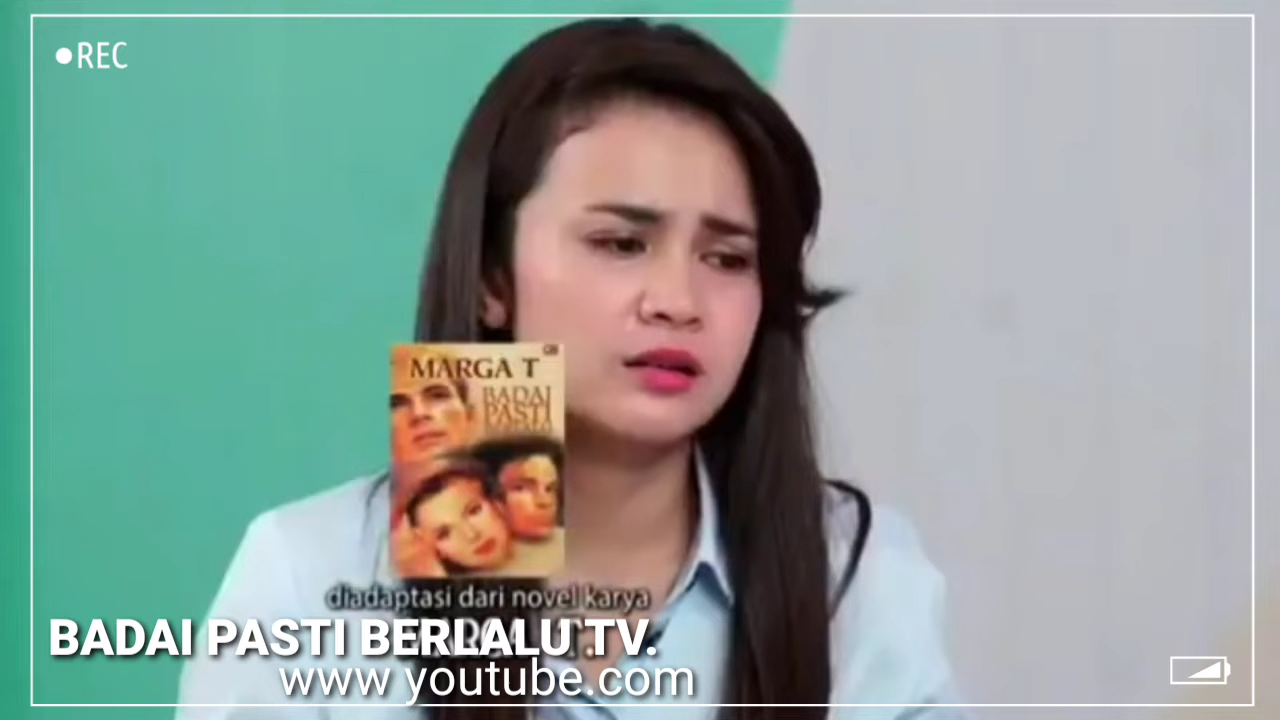 REC
MARGA T
BADAI
PASTI
diadaptasi dari novel karya
BADAI PASTI BERLALU TV.
www youtube.com